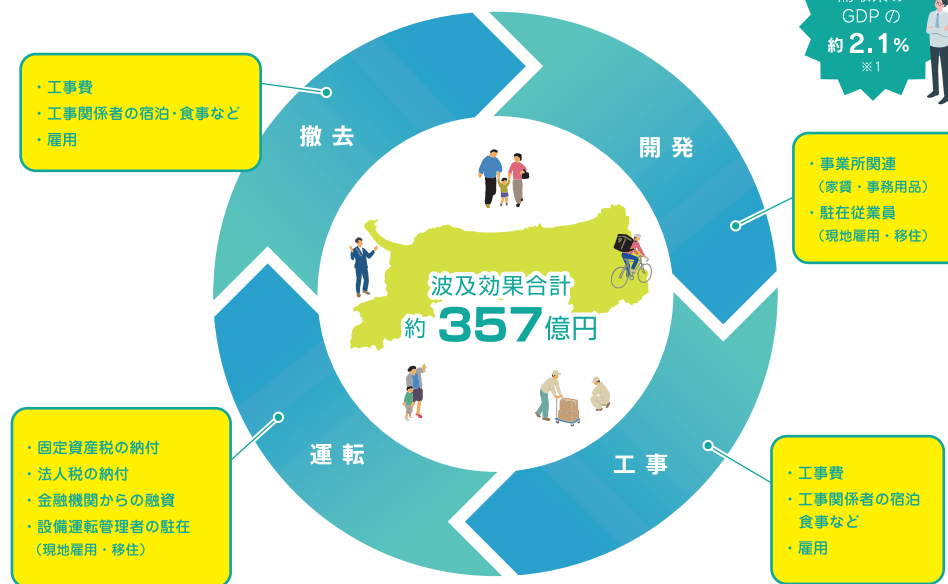 GDPの
約2.1%
※1
・工事費
・工事関係者の宿泊・食事など
・雇用
撤去
開発
・事業所関連
（家賃・事務用品）
・駐在従業員
（現地雇用・移住）
波及効果合計
約357億円
・固定資産税の納付
・法人税の納付
・金融機関からの融資
・設備運転管理者の駐在
（現地雇用・移住）
運転
工事
・工事費
・工事関係者の宿泊
食事など
・雇用